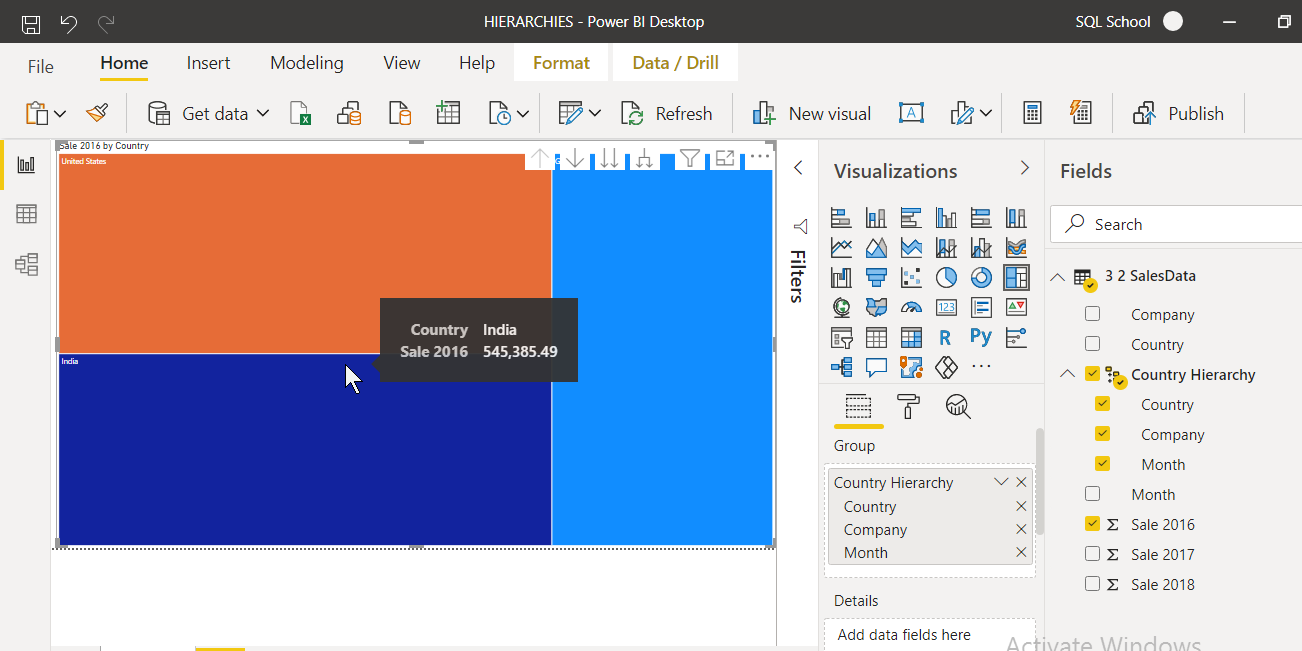 HIERARCHIES - Power BI Desktop
SQL School
File
Home
Insert
Modeling
View
Help
Format
Data / Drill
Get data
Refresh
New visual
Publish
Sale 2016 by Country
United States
Country India
Sale 2016 545,385.49
India
Filters
Visualizations
123
R
Py
Group
Country Hierarchy
Country
Company
Month
Details
Add data fields here
Fields
Search
3 2 SalesData
Company
Country
Country Hierarchy
Country
Company
Month
Month
Σ Sale 2016
Σ Sale 2017
Σ Sale 2018
Activate Windows